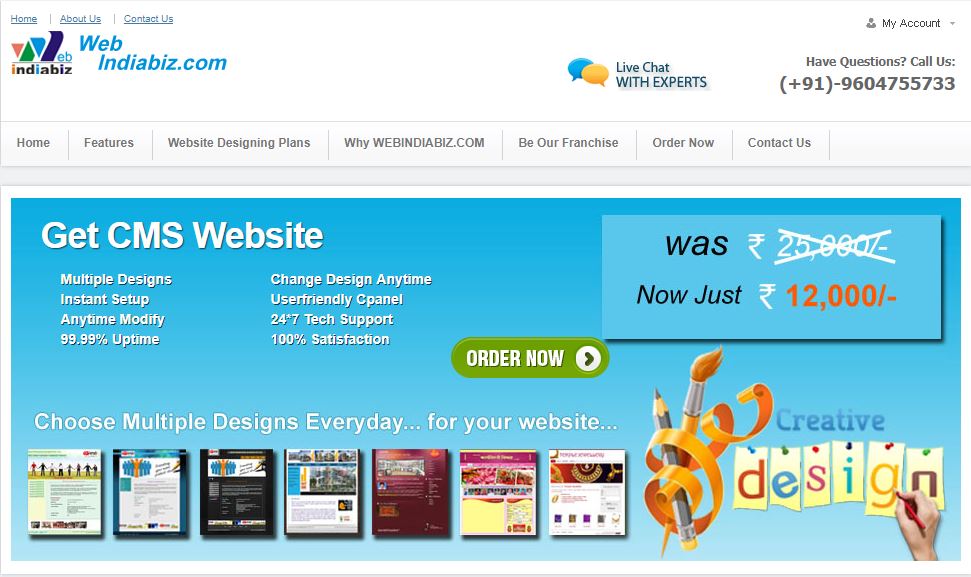 Home | About Us | Contact Us
My Account
Web
eb
indiabiz
Web
Indiabiz.com
Live Chat
WITH EXPERTS
Have Questions? Call Us:
(+91)-9604755733
Home
Features
Website Designing Plans
Why WEBINDIABIZ.COM
Be Our Franchise
Order Now
Contact Us
Get CMS Website
Multiple Designs
Change Design Anytime
Instant Setup
Userfriendly Cpanel
Anytime Modify
24*7 Tech Support
99.99% Uptime
100% Satisfaction
was ₹ 25,000/-
Now Just ₹ 12,000/-
ORDER NOW
Choose Multiple Designs Everyday... for your website...
Creative
design